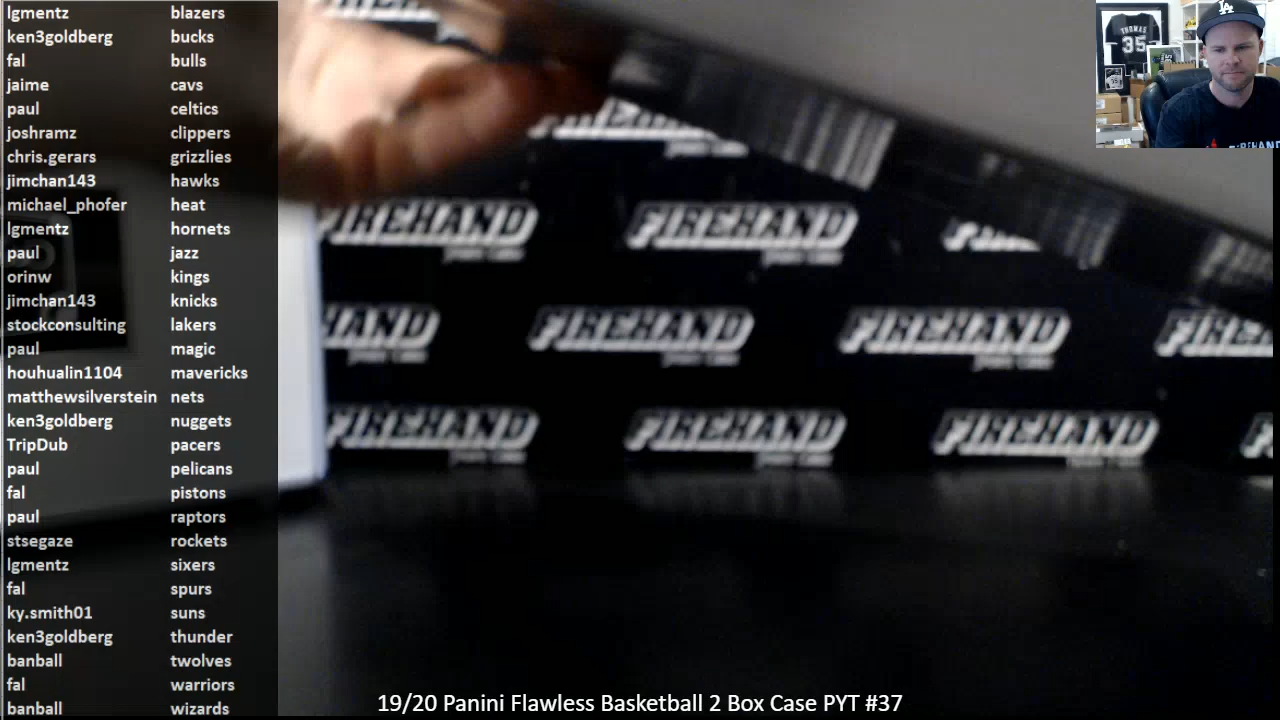 lgmentz blazers
ken3goldberg bucks
fal bulls
jaime cavs
paul celtics
joshramz clippers
chris.gerars grizzlies
jimchan143 hawks
michael_phofer heat
lgmentz hornets
paul jazz
orinw kings
jimchan143 knicks
stockconsulting lakers
paul magic
houhualin1104 mavericks
matthewsilverstein nets
ken3goldberg nuggets
TripDub pacers
paul pelicans
fal pistons
paul raptors
stsegaze rockets
lgmentz sixers
fal spurs
ky.smith01 suns
ken3goldberg thunder
banball twolves
fal warriors
banball wizards
THOMAS
35
LA
FIREHAND FIREHAND
FIREHAND FIREHAND
FIREHAND FIREHAND FIREHAND
19/20 Panini Flawless Basketball 2 Box Case PYT #37